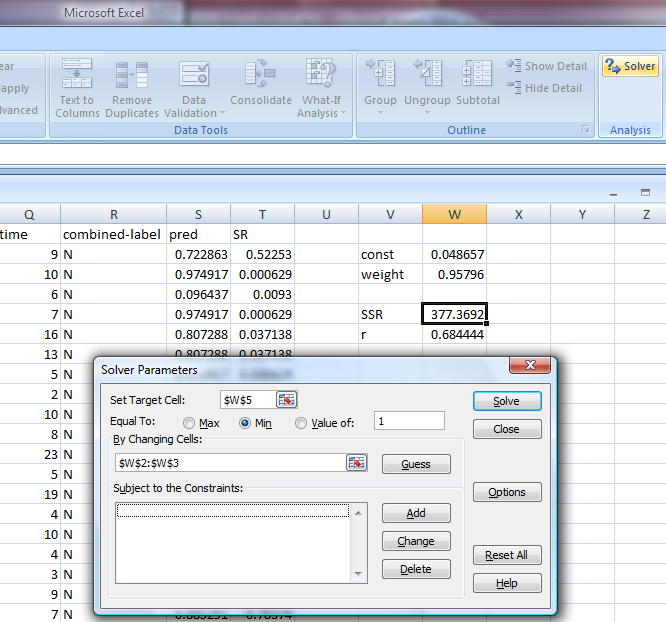 Microsoft Excel
ear
apply
dvanced
Text to Columns
Remove Duplicates
Data Validation
Consolidate
What-If Analysis
Data Tools
Group
Ungroup
Subtotal
Show Detail
Hide Detail
Outline
Solver
Analysis
Q R S T U V W X Y Z
time combined-label pred SR
9 N 0.722863 0.52253 const 0.048657
10 N 0.974917 0.000629 weight 0.95796
6 N 0.096437 0.0093
7 N 0.974917 0.000629 SSR 377.3692
16 N 0.807288 0.037138 r 0.684444
13 N 0.807288 0.037138
5 N
2 N
10 N
8 N
23 N
5 N
19 N
4 N
10 N
4 N
3 N
9 N
7 N
Solver Parameters
Set Target Cell: $W$5
Equal To: Max Min Value of: 1
By Changing Cells:
$W$2:$W$3
Subject to the Constraints:
Solve
Close
Guess
Options
Add
Change
Delete
Reset All
Help